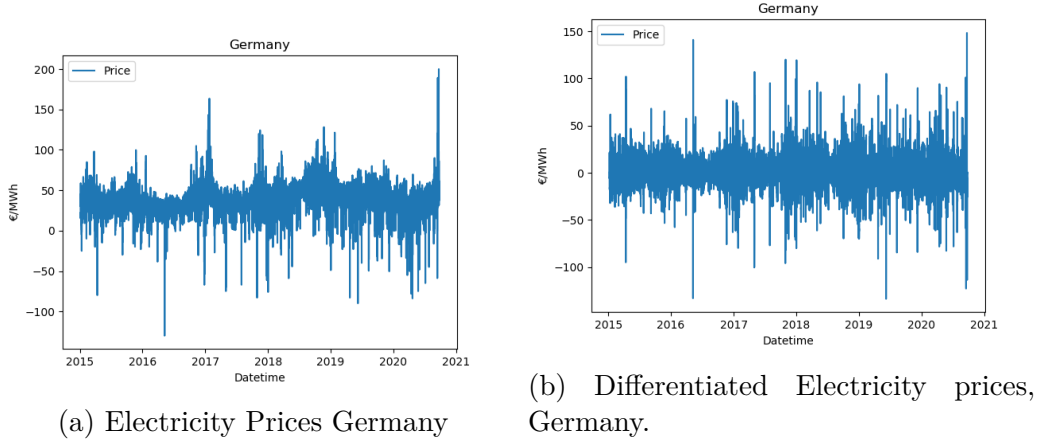 Germany
Price
200
150
100
50
0
−50
−100
€/MWh
2015 2016 2017 2018 2019 2020 2021
Datetime
(a) Electricity Prices Germany
Germany
Price
150
100
50
0
−50
−100
€/MWh
2015 2016 2017 2018 2019 2020 2021
Datetime
(b) Differentiated Electricity prices,
Germany.